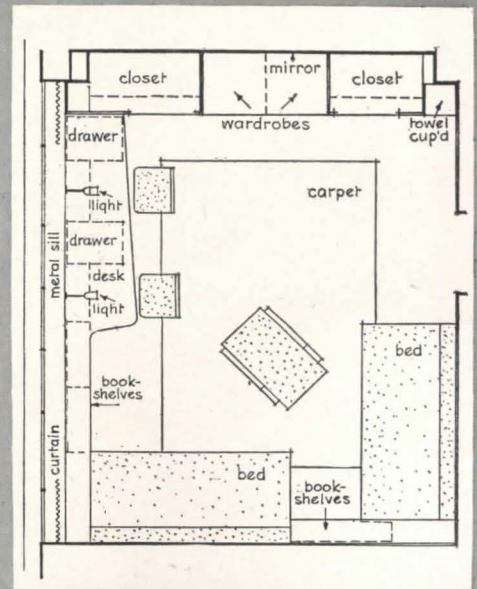 closet
mirror
closet
wardrobes
towel
cup'd
drawer
light
drawer
desk
light
metal sill
carpet
book-
shelves
curtain
bed
bed
book-
shelves